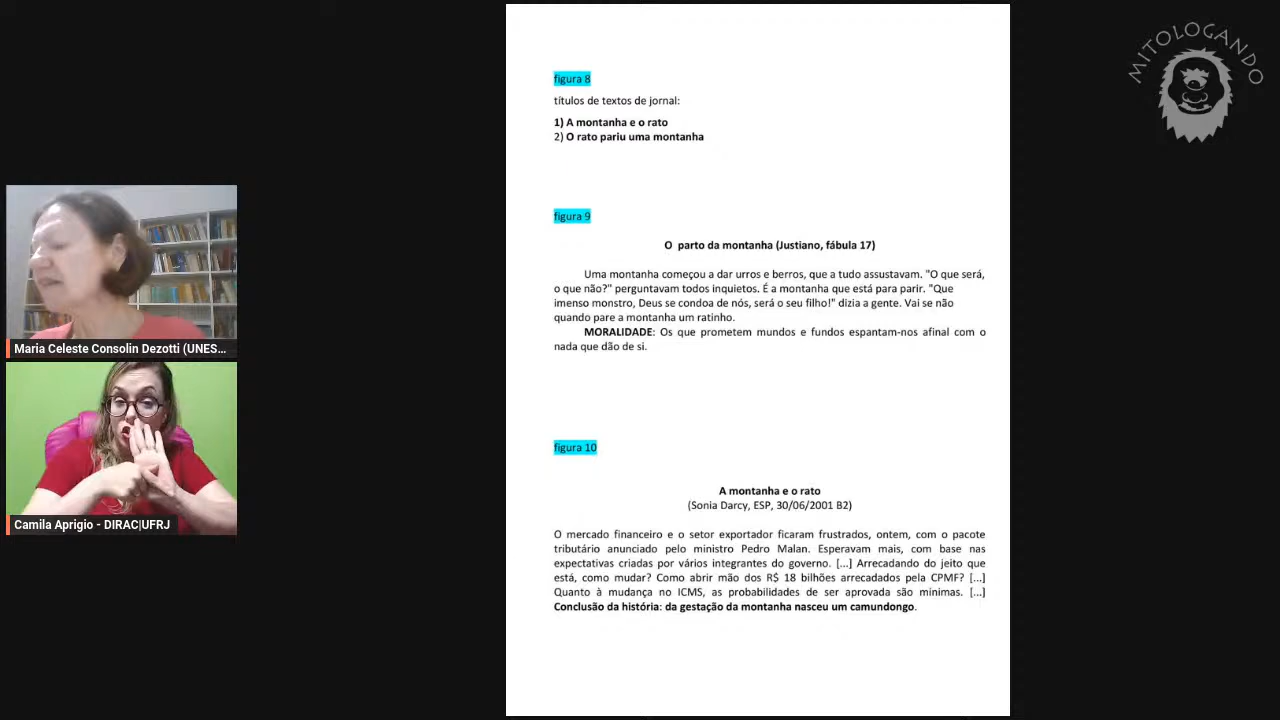 MITOLOGANDO
figura 8
títulos de textos de jornal:
1) A montanha e o rato
2) O rato pariu uma montanha
figura 9
O parto da montanha (Justiano, fábula 17)
Uma montanha começou a dar urros e berros, que a tudo assustavam. "O que será,
o que não?" perguntavam todos inquietos. É a montanha que está para parir. "Que
imenso monstro, Deus se condoa de nós, será o seu filho!" dizia a gente. Vai se não
quando pare a montanha um ratinho.
MORALIDADE: Os que prometem mundos e fundos espantam-nos afinal com o
nada que dão de si.
figura 10
A montanha e o rato
(Sonia Darcy, ESP, 30/06/2001 B2)
O mercado financeiro e o setor exportador ficaram frustrados, ontem, com o pacote
tributário anunciado pelo ministro Pedro Malan. Esperavam mais, com base nas
expectativas criadas por vários integrantes do governo. [...] Arrecadando do jeito que
está, como mudar? Como abrir mão dos R$ 18 bilhões arrecadados pela CPMF? [...]
Quanto à mudança no ICMS, as probabilidades de ser aprovada são mínimas. [...]
Conclusão da história: da gestação da montanha nasceu um camundongo.
Maria Celeste Consolin Dezotti (UNES...
Camila Aprigio - DIRAC|UFRJ